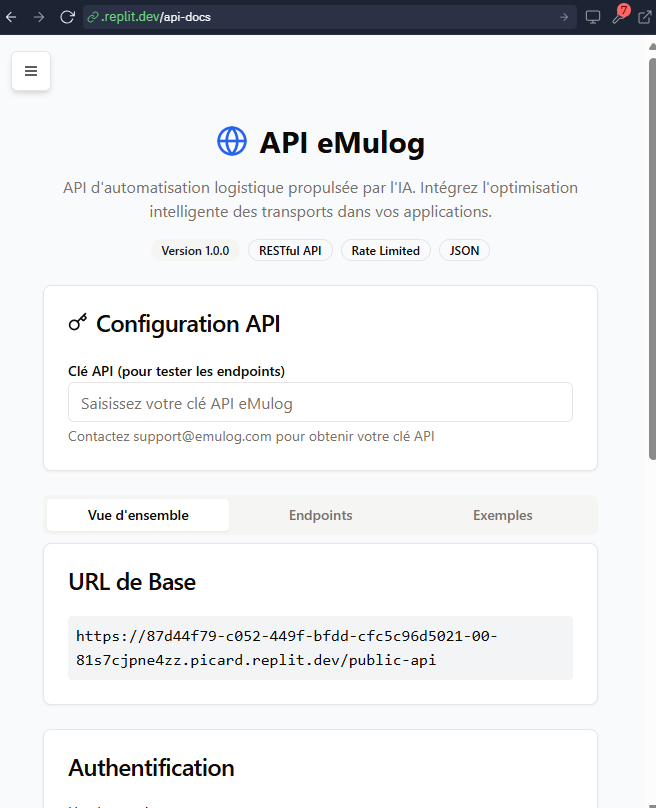 .replit.dev/api-docs
7
API eMulog
API d'automatisation logistique propulsée par l'IA. Intégrez l'optimisation
intelligente des transports dans vos applications.
Version 1.0.0
RESTful API
Rate Limited
JSON
Configuration API
Clé API (pour tester les endpoints)
Saisissez votre clé API eMulog
Contactez support@emulog.com pour obtenir votre clé API
Vue d'ensemble
Endpoints
Exemples
URL de Base
https://87d44f79-c052-449f-bfdd-cfc5c96d5021-00-
81s7cjpne4zz.picard.replit.dev/public-api
Authentification